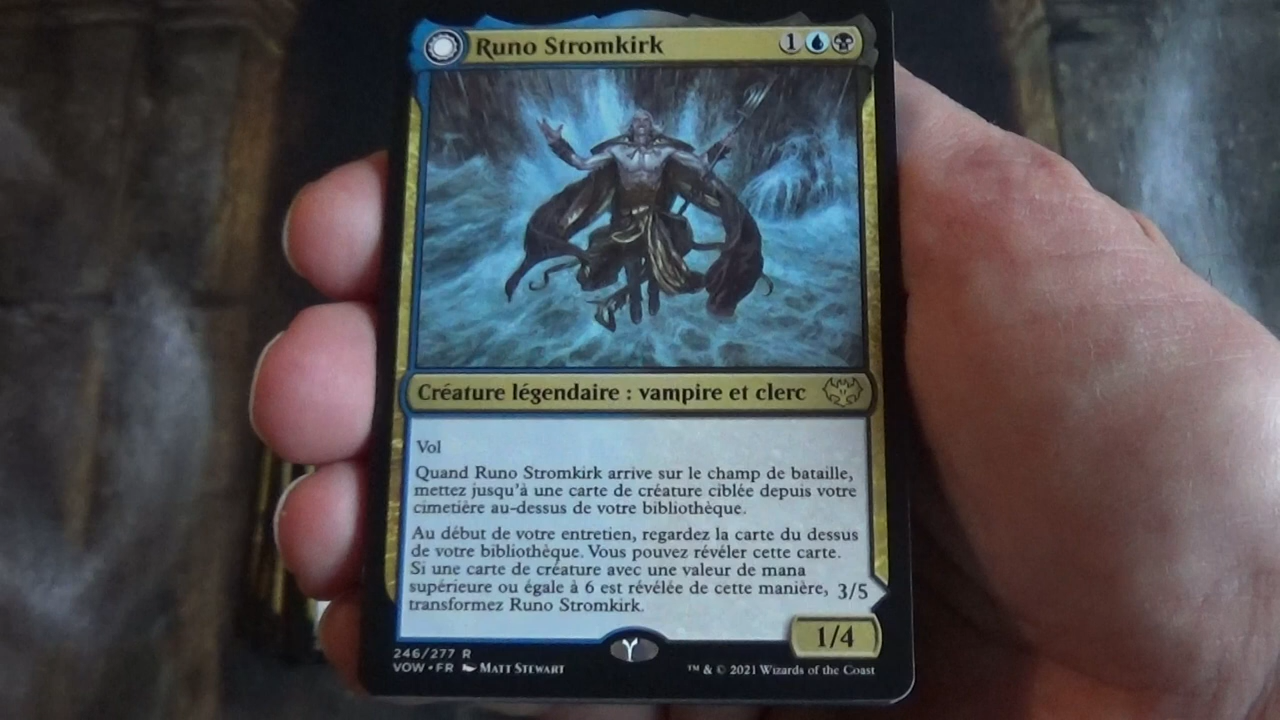 Runo Stromkirk 1
Créature légendaire : vampire et clerc
Vol
Quand Runo Stromkirk arrive sur le champ de bataille,
mettez jusqu'à une carte de créature ciblée depuis votre
cimetière au-dessus de votre bibliothèque.
Au début de votre entretien, regardez la carte du dessus
de votre bibliothèque. Vous pouvez révéler cette carte.
Si une carte de créature avec une valeur de mana
supérieure ou égale à 6 est révélée de cette manière,
transformez Runo Stromkirk.
3/5
1/4
246/277 R
VOW • FR Matt Stewart
™ & © 2021 Wizards of the Coast